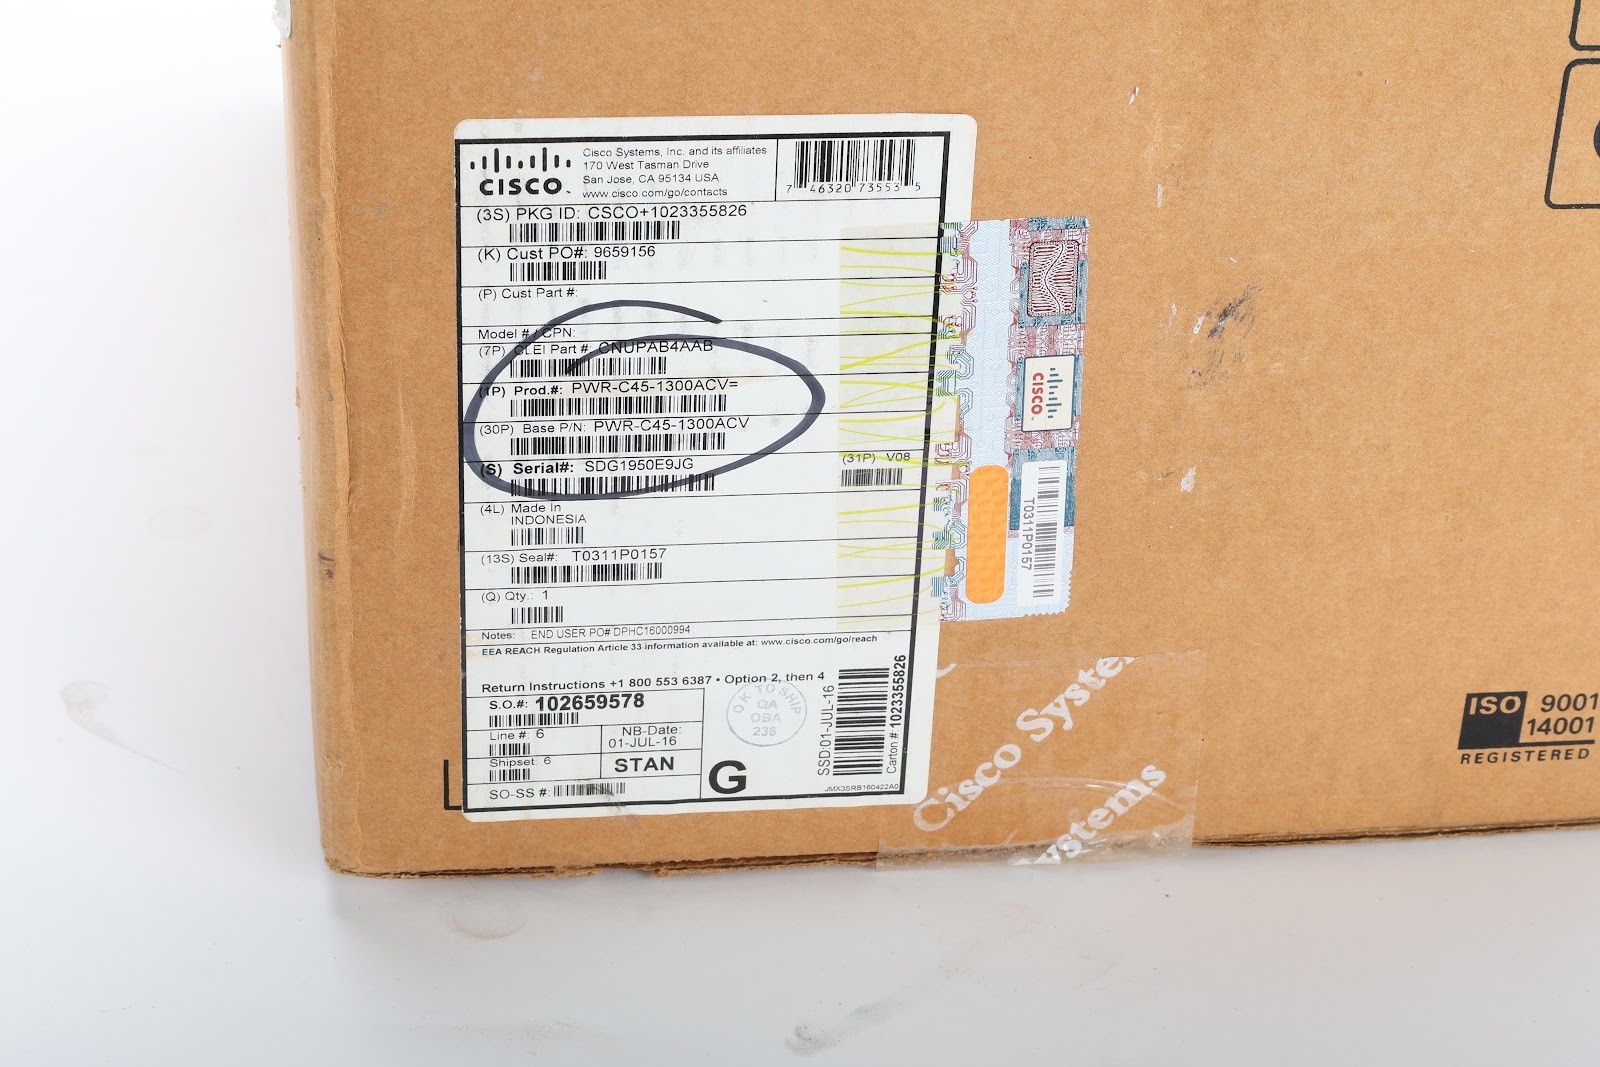 CISCO
Cisco Systems, Inc. and its affiliates
170 West Tasman Drive
San Jose, CA 95134 USA
www.cisco.com/go/contacts
7 46320 73553 5
(3S) PKG ID: CSCO+1023355826
(K) Cust PO#: 9659156
(P) Cust Part #:
Model # / CPN:
(7P) CLEI Part #: CNUPAB4AAB
(1P) Prod.#: PWR-C45-1300ACV=
(30P) Base P/N: PWR-C45-1300ACV
(S) Serial#: SDG1950E9JG
(31P) V08
(4L) Made In
INDONESIA
(13S) Seal#: T0311P0157
(Q) Qty.: 1
Notes: END USER PO# DPHC16000994
EEA REACH Regulation Article 33 information available at: www.cisco.com/go/reach
Return Instructions +1 800 553 6387 • Option 2, then 4
S.O.#: 102659578
Line #: 6
NB-Date:
01-JUL-16
Shipset: 6
STAN
SO-SS #:
G
OK TO SHIP
QA
OBA
236
SSD:01-JUL-16
Carton # 1023355826
JMX3SRB160422A0
CISCO
T0311P0157
Cisco Syste
Cisco Systems
ystems
ISO 9001
14001
REGISTERED